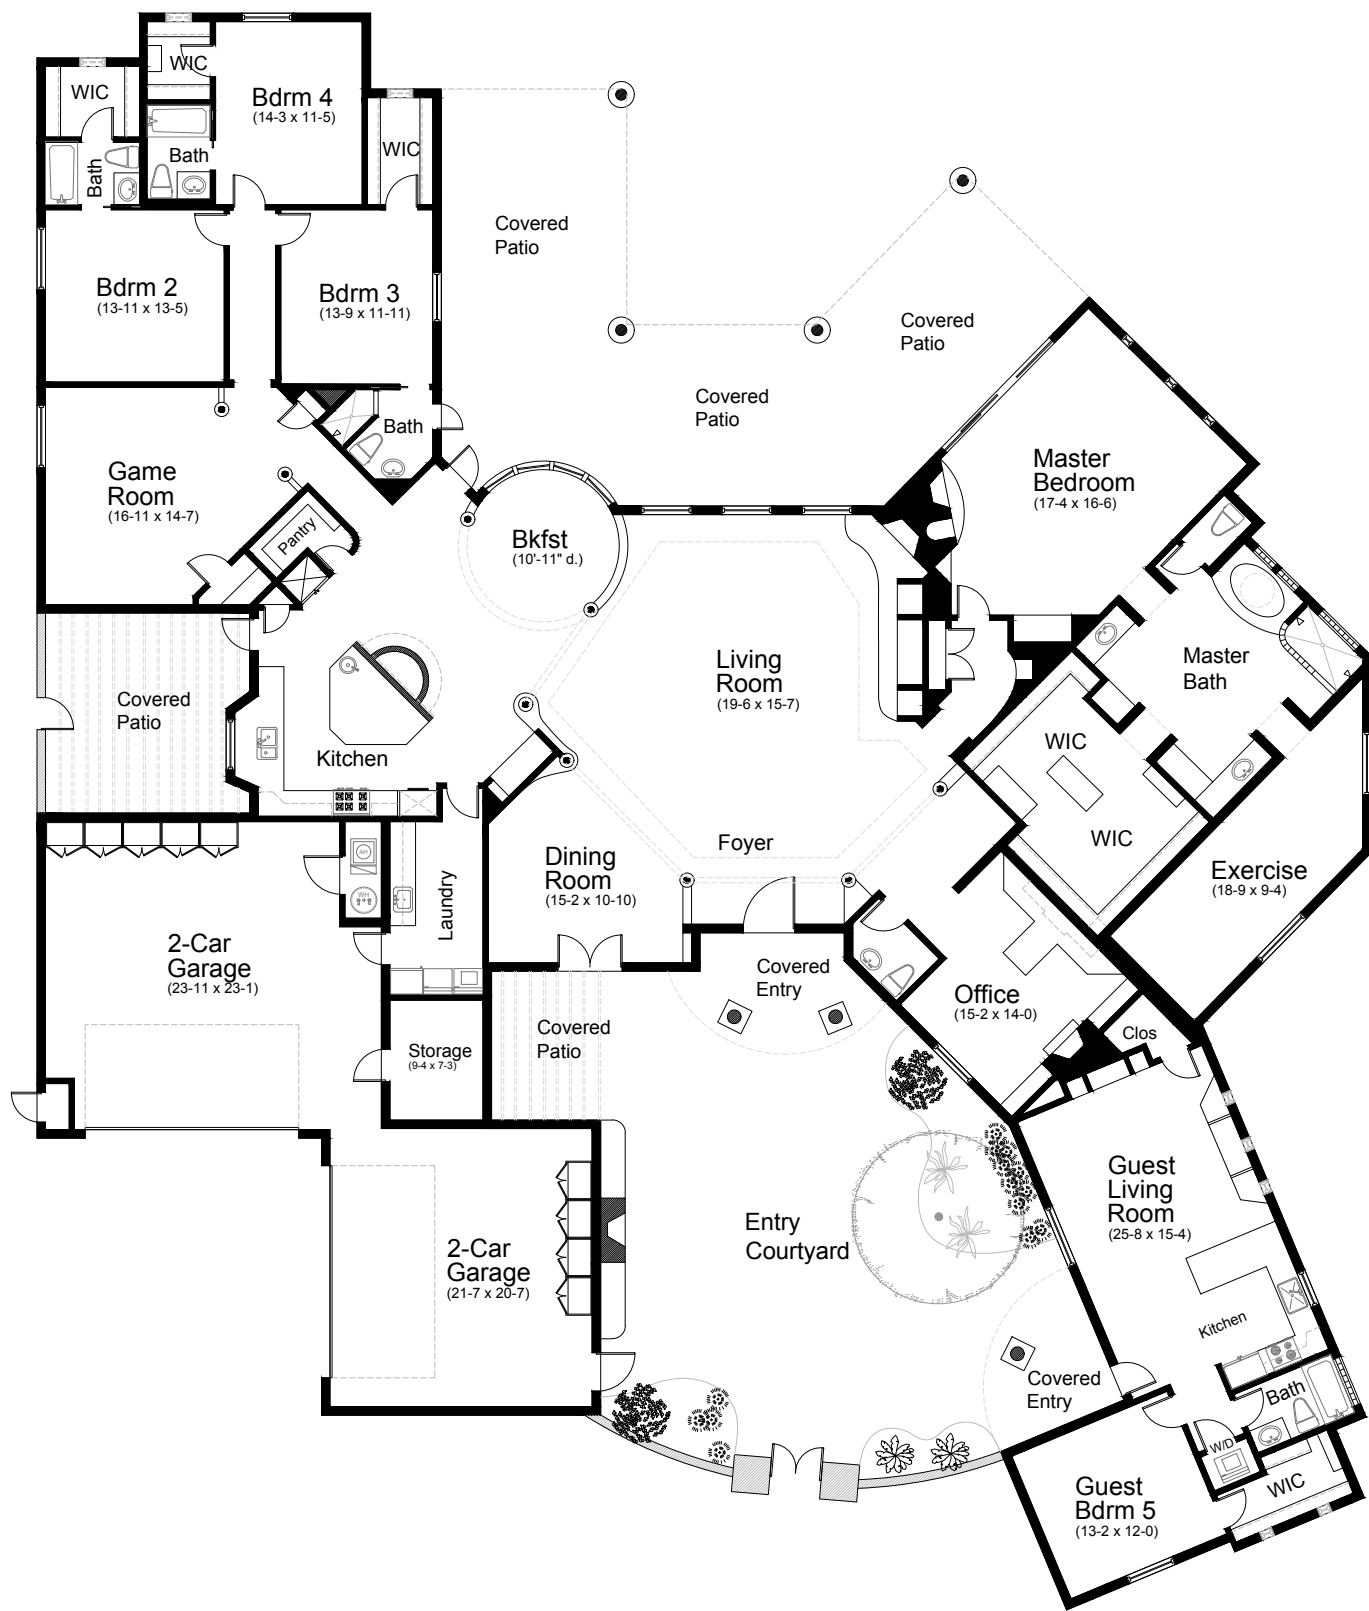 WIC
WIC
Bdrm 4
(14-3 x 11-5)
WIC
Bath
Bath
Covered
Patio
Bdrm 2
(13-11 x 13-5)
Bdrm 3
(13-9 x 11-11)
Covered
Patio
Covered
Patio
Bath
Game
Room
(16-11 x 14-7)
Pantry
Bkfst
(10'-11" d.)
Master
Bedroom
(17-4 x 16-6)
Living
Room
(19-6 x 15-7)
Master
Bath
Covered
Patio
Kitchen
WIC
WIC
Foyer
Dining
Room
(15-2 x 10-10)
Exercise
(18-9 x 9-4)
AH
WH
Laundry
2-Car
Garage
(23-11 x 23-1)
Covered
Entry
Office
(15-2 x 14-0)
Covered
Patio
Clos
Storage
(9-4 x 7-3)
Guest
Living
Room
(25-8 x 15-4)
Entry
Courtyard
2-Car
Garage
(21-7 x 20-7)
Kitchen
Covered
Entry
Bath
W/D
WIC
Guest
Bdrm 5
(13-2 x 12-0)